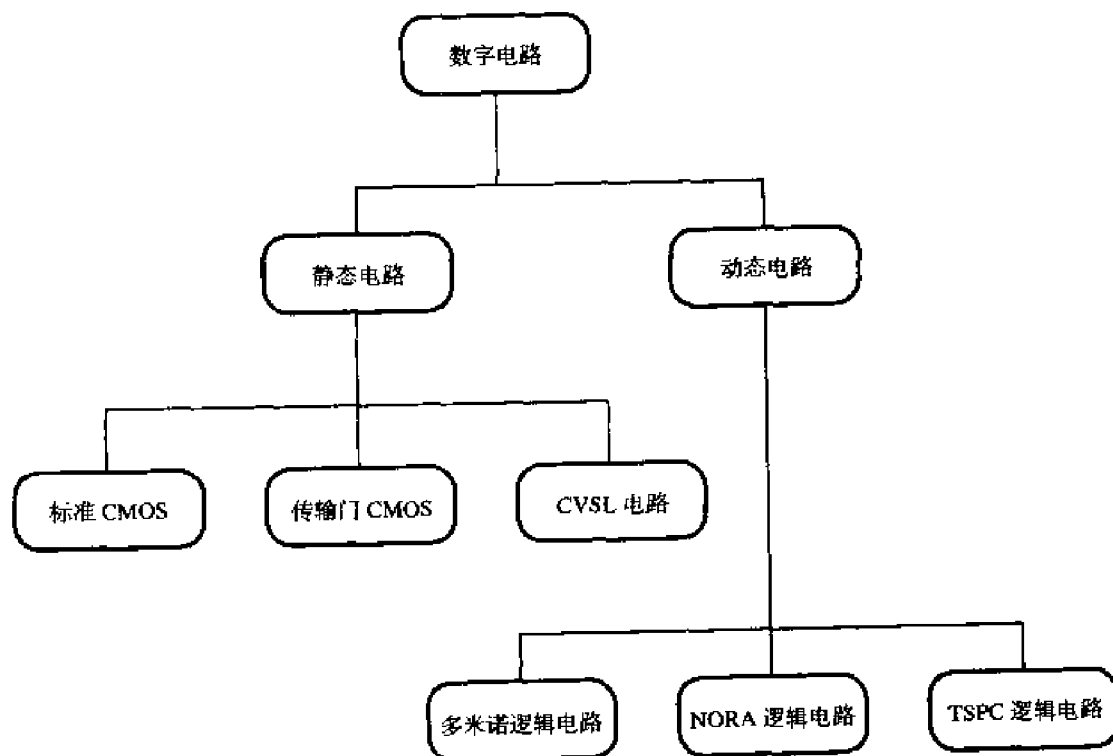 数字电路
静态电路
动态电路
标准 CMOS
传输门 CMOS
CVSL 电路
多米诺逻辑电路
NORA 逻辑电路
TSPC 逻辑电路